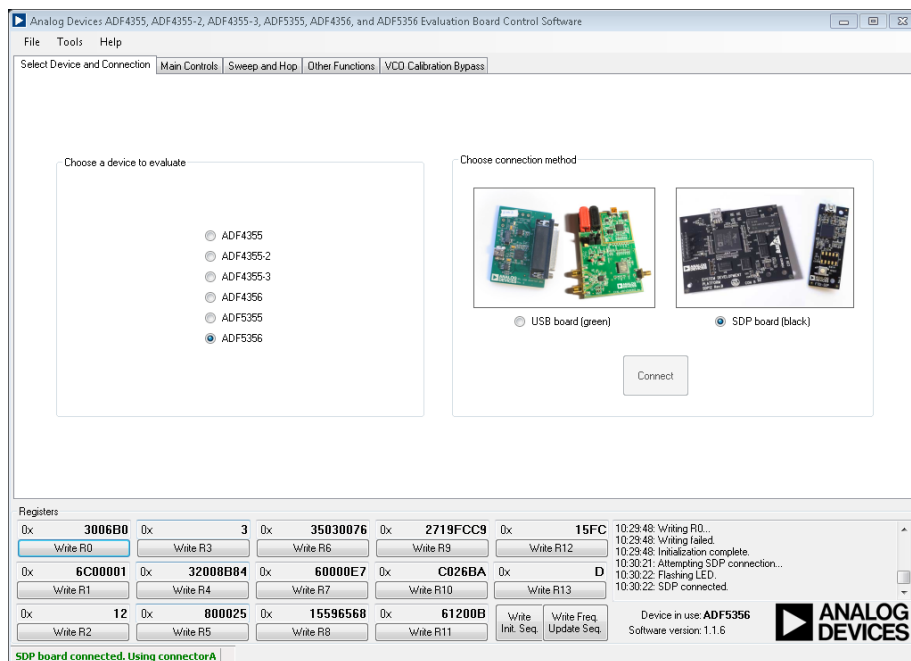 Analog Devices ADF4355, ADF4355-2, ADF4355-3, ADF5355, ADF4356, and ADF5356 Evaluation Board Control Software
File Tools Help
Select Device and Connection Main Controls Sweep and Hop Other Functions VCO Calibration Bypass
Choose a device to evaluate
ADF4355
ADF4355-2
ADF4355-3
ADF4356
ADF5355
ADF5356
Choose connection method
ANALOG DEVICES
SYSTEM DEVELOPMENT
PLATFORM
USB board (green)
SDP board (black)
Connect
Registers
0x 3006B0 0x 3 0x 35030076 0x 2719FCC9 0x 15FC
Write R0 Write R3 Write R6 Write R9 Write R12
0x 6C00001 0x 32008B84 0x 60000E7 0x C026BA 0x D
Write R1 Write R4 Write R7 Write R10 Write R13
0x 12 0x 800025 0x 15596568 0x 61200B
Write R2 Write R5 Write R8 Write R11
Write Init. Seq.
Write Freq. Update Seq.
10:29:48: Writing R0...
10:29:48: Writing failed.
10:29:48: Initialization complete.
10:30:21: Attempting SDP connection...
10:30:22: Flashing LED.
10:30:22: SDP connected.
Device in use: ADF5356
Software version: 1.1.6
ANALOG
DEVICES
SDP board connected. Using connectorA